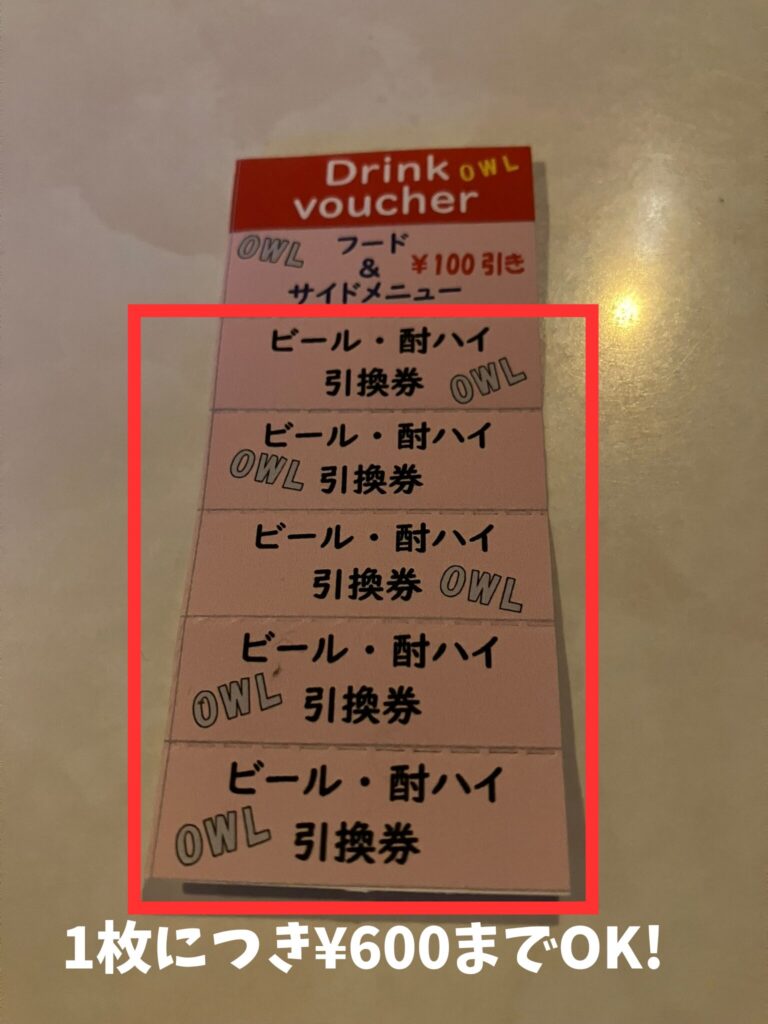 Drink OWL
voucher
OWL フード ¥100引き
&
サイドメニュー
ビール・酎ハイ
引換券 OWL
ビール・酎ハイ
OWL 引換券
ビール・酎ハイ
引換券 OWL
ビール・酎ハイ
OWL 引換券
ビール・酎ハイ
OWL 引換券
1枚につき¥600までOK!